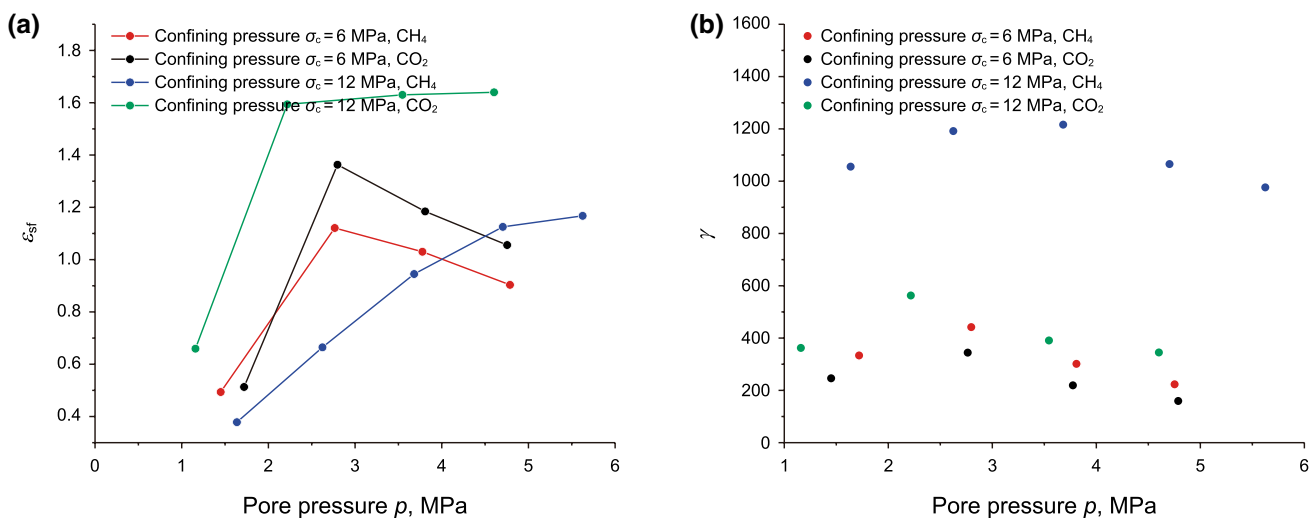 (a)
Confining pressure σc = 6 MPa, CH4
Confining pressure σc = 6 MPa, CO2
Confining pressure σc = 12 MPa, CH4
Confining pressure σc = 12 MPa, CO2
1.8
1.6
1.4
1.2
1.0
0.8
0.6
0.4
εsf
0 1 2 3 4 5 6
Pore pressure p, MPa
(b)
Confining pressure σc = 6 MPa, CH4
Confining pressure σc = 6 MPa, CO2
Confining pressure σc = 12 MPa, CH4
Confining pressure σc = 12 MPa, CO2
1600
1400
1200
1000
800
600
400
200
0
γ
1 2 3 4 5 6
Pore pressure p, MPa